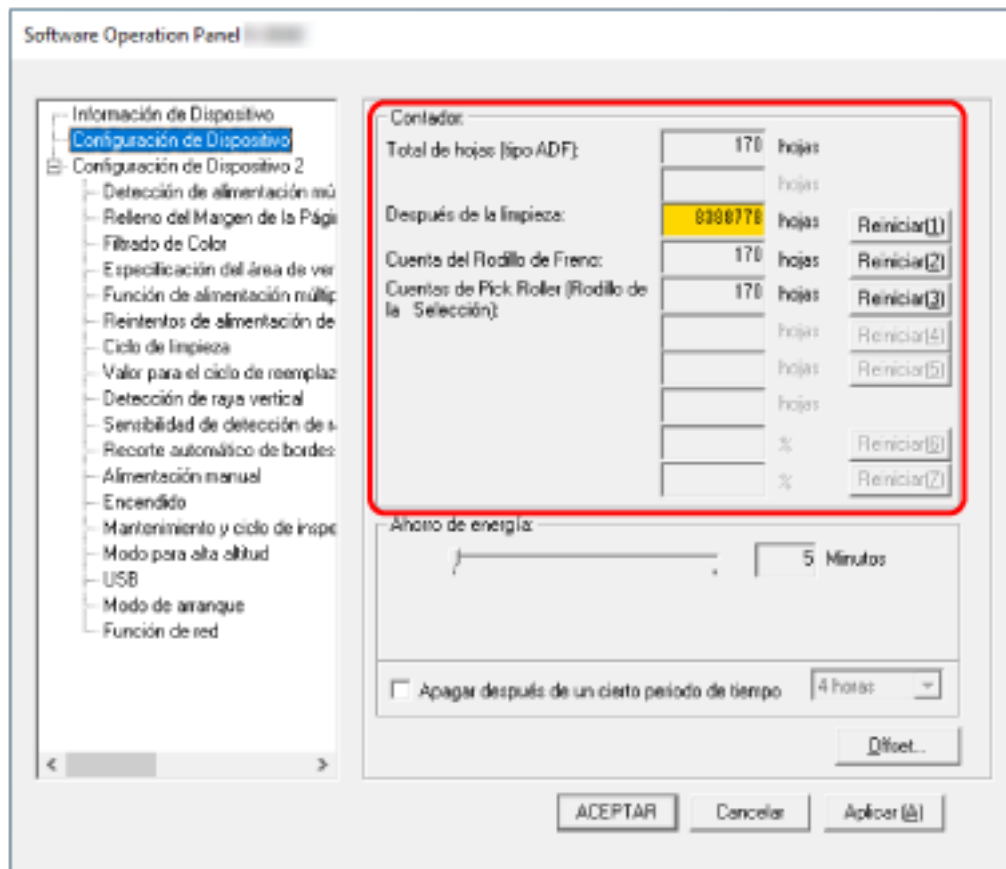 Software Operation Panel
Información de Dispositivo
Configuración de Dispositivo
Configuración de Dispositivo 2
Detección de alimentación mú
Relleno del Margen de la Pági
Filtrado de Color
Especificación del área de ver
Función de alimentación múltip
Reintentos de alimentación de
Ciclo de limpieza
Valor para el ciclo de reemplaz
Detección de raya vertical
Sensibilidad de detección de
Recorte automático de bordes
Alimentación manual
Encendido
Mantenimiento y ciclo de inspe
Modo para alta altitud
USB
Modo de arranque
Función de red
Contador:
Total de hojas (tipo ADF): 170 hojas
hojas
Después de la limpieza: 8388778 hojas Reiniciar(1)
Cuenta del Rodillo de Freno: 170 hojas Reiniciar(2)
Cuentas de Pick Roller (Rodillo de 170 hojas Reiniciar(3)
la Selección):
hojas Reiniciar(4)
hojas Reiniciar(5)
hojas
% Reiniciar(6)
% Reiniciar(7)
Ahorro de energía:
5 Minutos
Apagar después de un cierto periodo de tiempo 4 horas
Offset...
ACEPTAR Cancelar Aplicar (A)